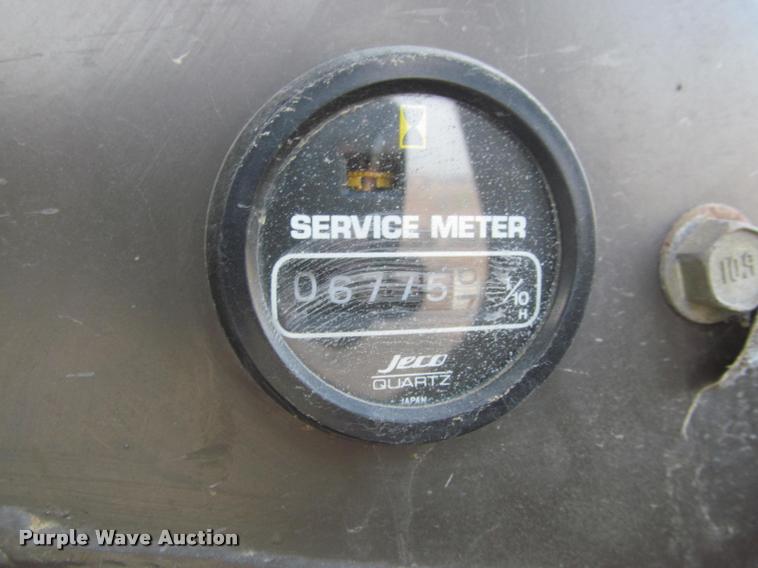 SERVICE METER
06775
1/10
H
Jeco
QUARTZ
JAPAN
10.9
Purple Wave Auction